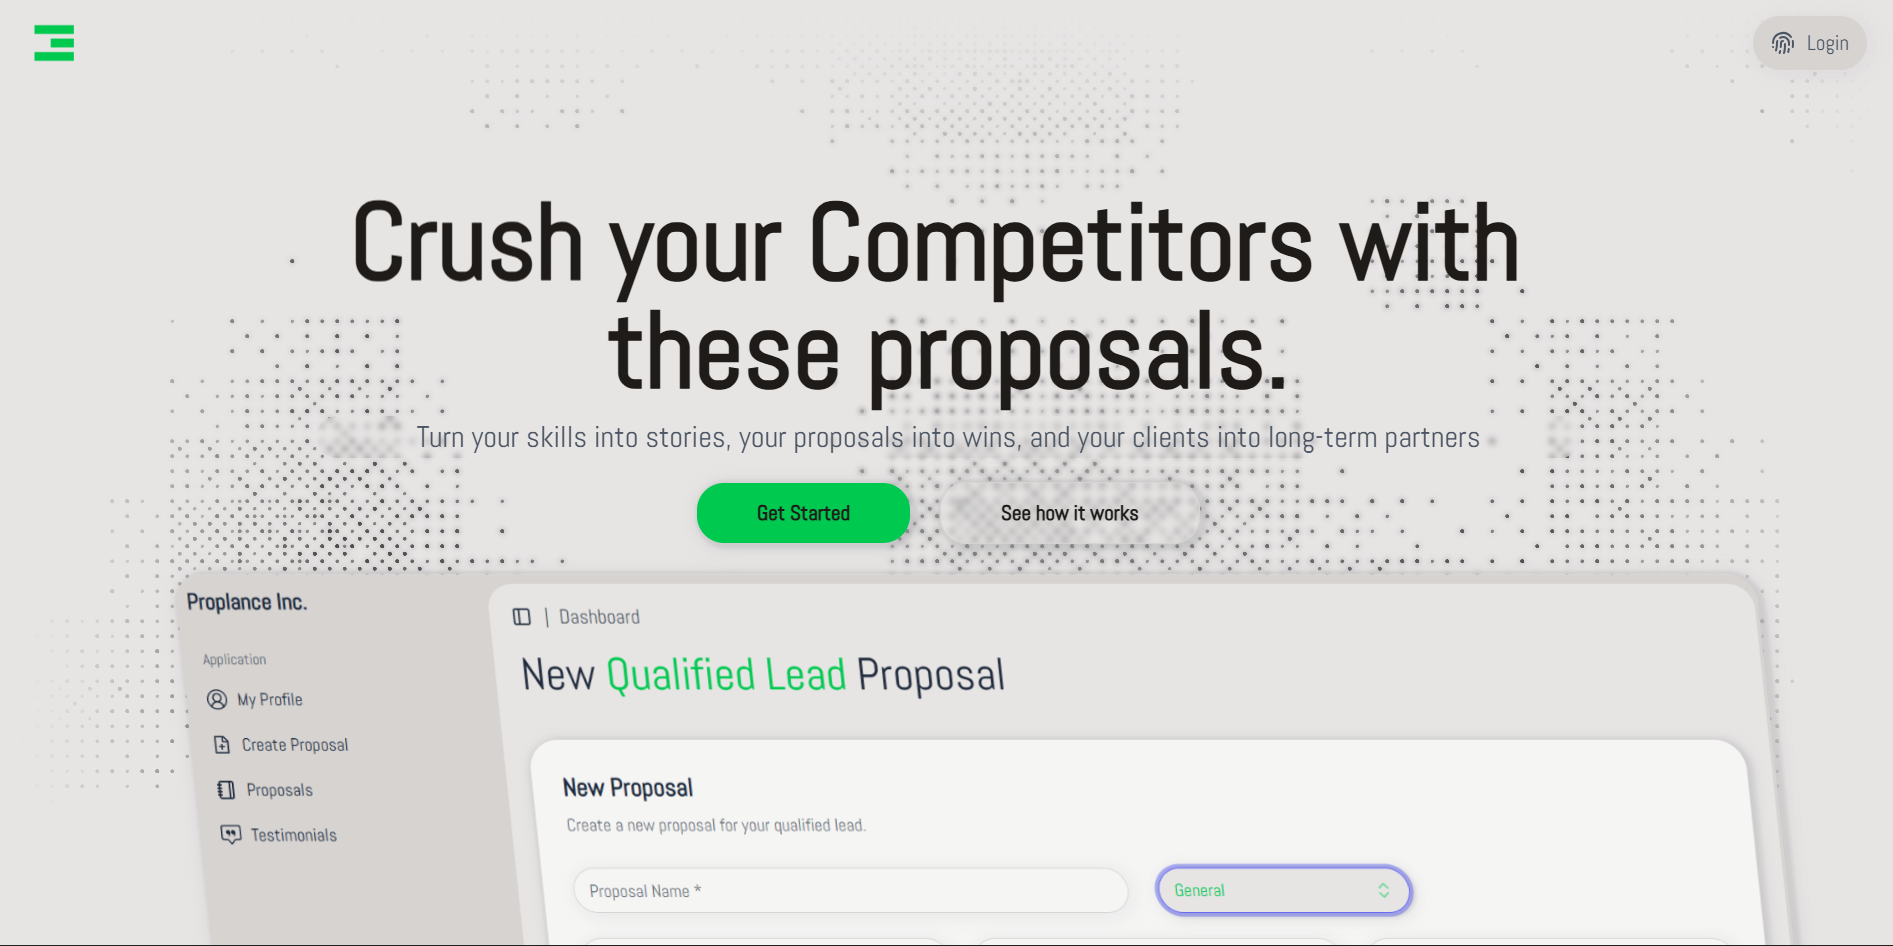 Login
Crush your Competitors with
these proposals.
Turn your skills into stories, your proposals into wins, and your clients into long-term partners
Get Started
See how it works
Proplance Inc.
| Dashboard
New Qualified Lead Proposal
Application
My Profile
Create Proposal
Proposals
Testimonials
New Proposal
Create a new proposal for your qualified lead.
Proposal Name *
General